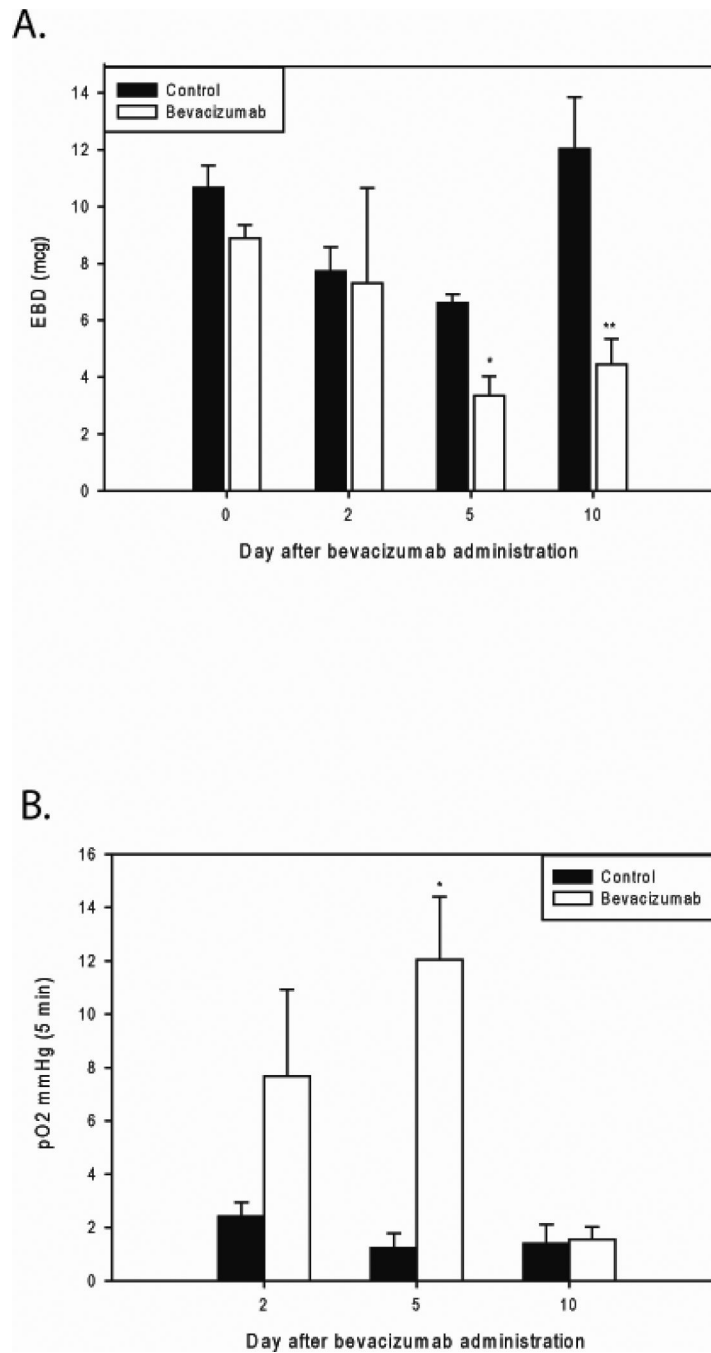 A.
Control
Bevacizumab
14
12
10
8
6
4
2
0
EBD (mcg)
*
**
0 2 5 10
Day after bevacizumab administration
B.
Control
Bevacizumab
16
14
12
10
8
6
4
2
0
pO2 mmHg (5 min)
*
2 5 10
Day after bevacizumab administration